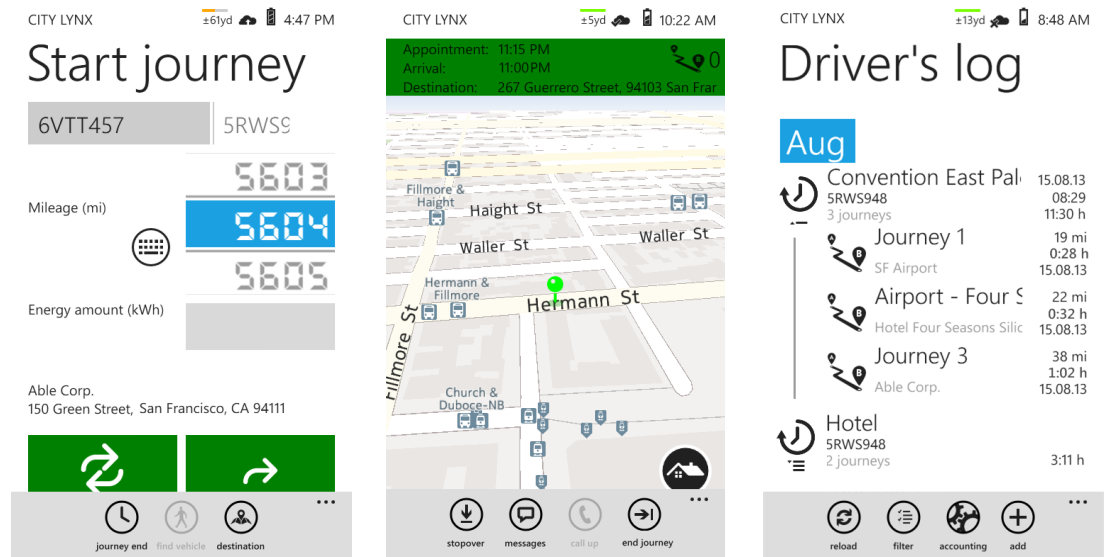 CITY LYNX
±61yd
4:47 PM
Start journey
6VTT457
5RWS9
5603
Mileage (mi)
5604
5605
Energy amount (kWh)
Able Corp.
150 Green Street, San Francisco, CA 94111
...
journey end
find vehicle
destination
CITY LYNX
±5yd
10:22 AM
Appointment: 11:15 PM
Arrival: 11:00PM
0
Destination: 267 Guerrero Street, 94103 San Frar
Fillmore &
Haight
Haight St
Waller St
Waller St
Hermann &
Fillmore
Hermann St
Fillmore St
Church &
Duboce-NB
...
stopover
messages
call up
end journey
CITY LYNX
±13yd
8:48 AM
Driver's log
Aug
Convention East Pal
15.08.13
5RWS948
08:29
3 journeys
11:30 h
Journey 1
19 mi
0:28 h
SF Airport
15.08.13
B
Airport - Four S
22 mi
0:32 h
Hotel Four Seasons Silic
15.08.13
B
Journey 3
38 mi
1:02 h
Able Corp.
15.08.13
B
Hotel
5RWS948
2 journeys
3:11 h
...
reload
filter
accounting
add